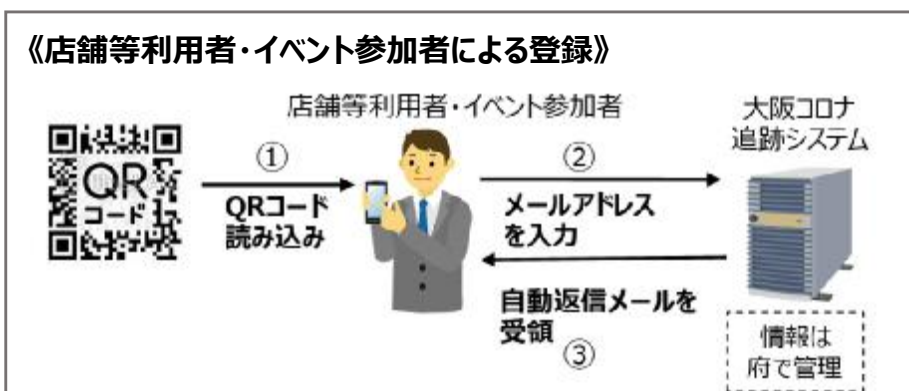 《店舗等利用者・イベント参加者による登録》
店舗等利用者・イベント参加者
大阪コロナ
追跡システム
QR
コード
①
QRコード
読み込み
②
メールアドレス
を入力
自動返信メールを
受領
③
情報は
府で管理